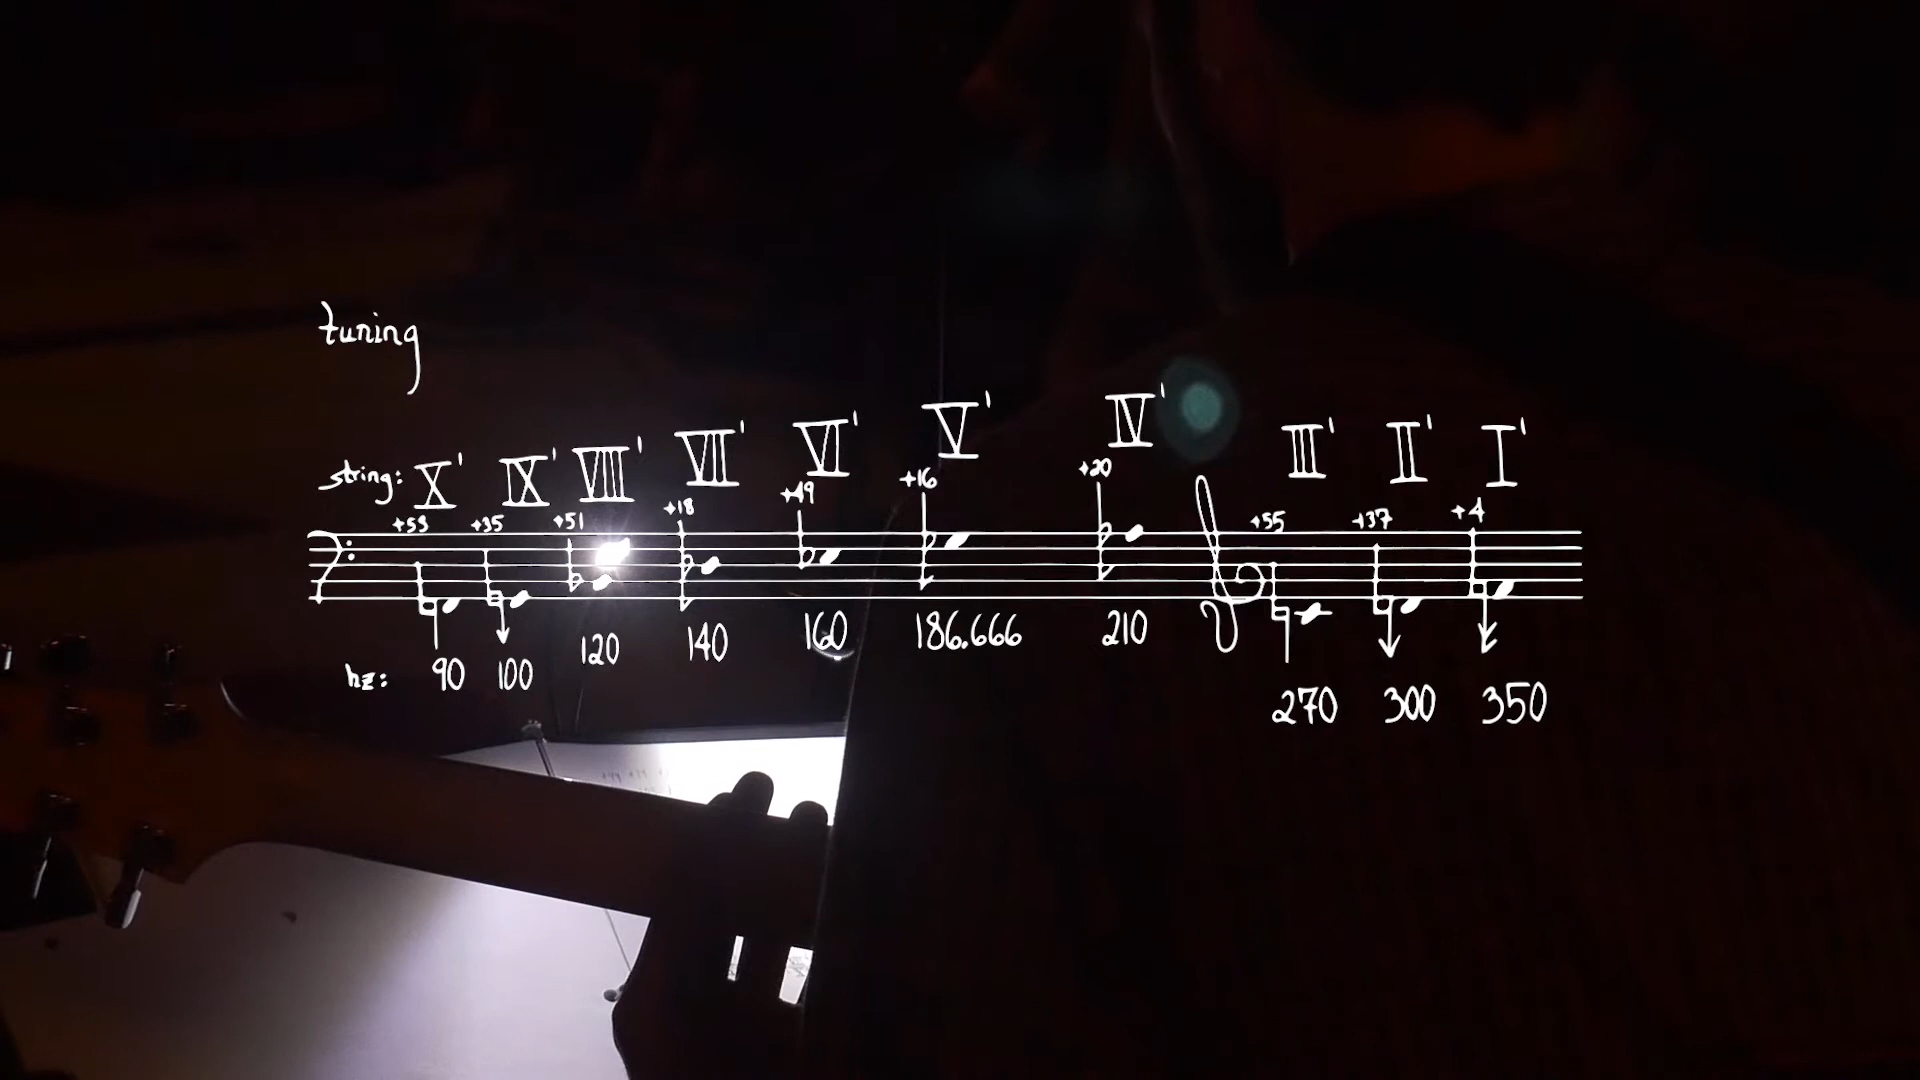 tuning
string: X' IX' VIII' VII' VI' V' IV' III' II' I'
+53 +35 +51 +18 +49 +16 +20 +55 +37 +4
hz: 90 100 120 140 160 186.666 210 270 300 350